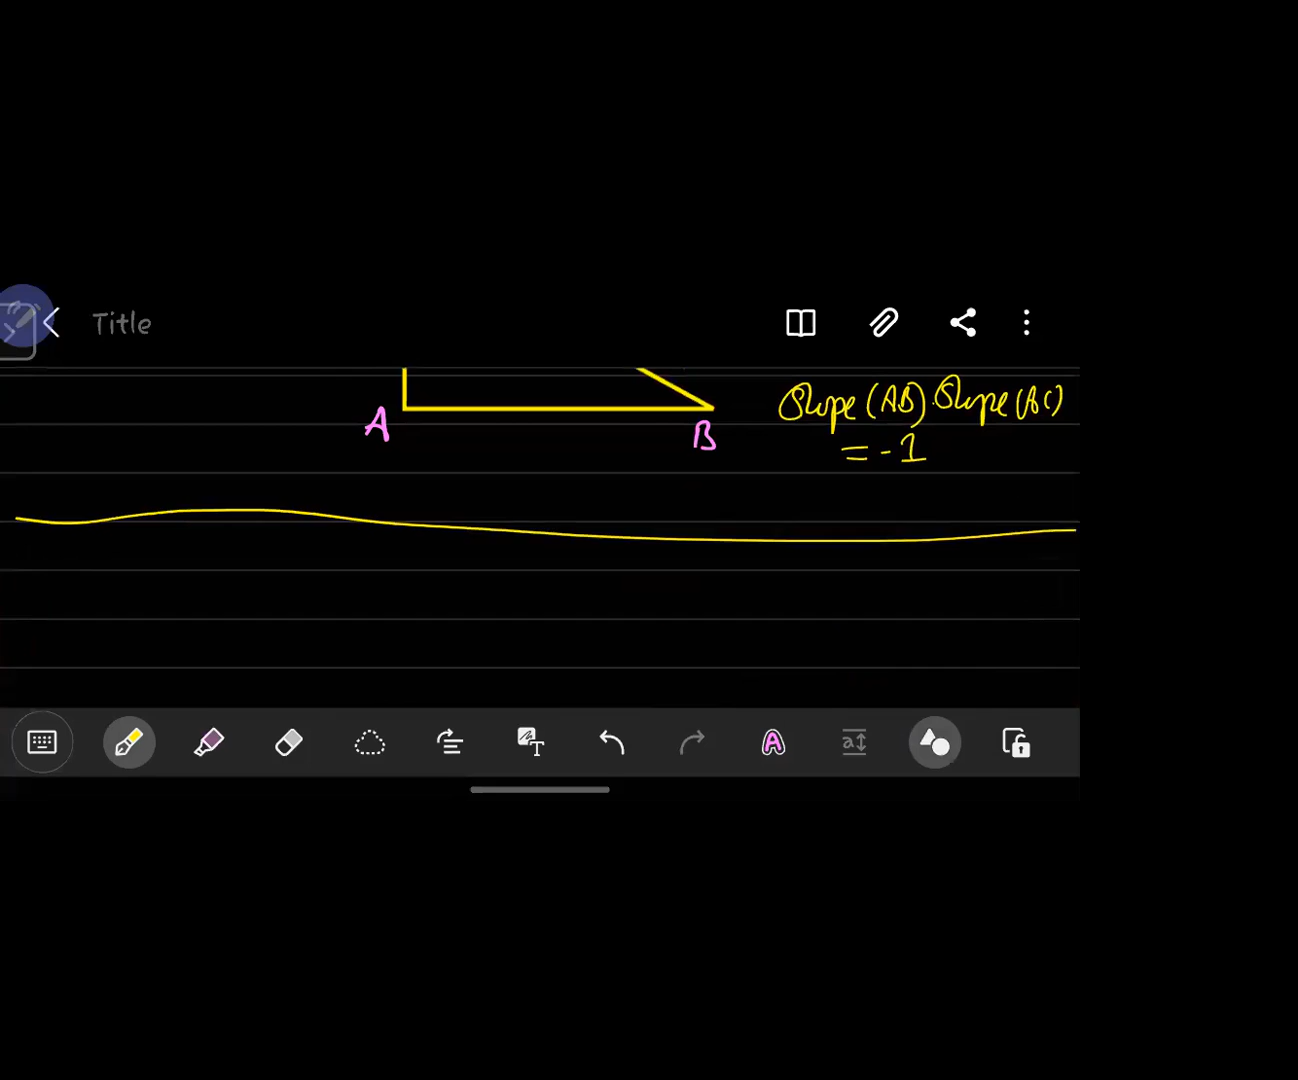 Title
Slope (AB) . Slope (AC)
A
B
= -1